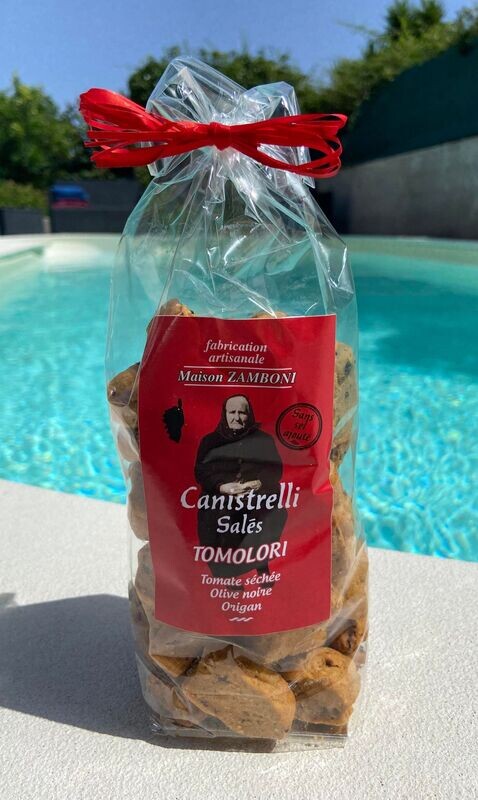 fabrication
artisanale
Maison ZAMBONI
Sans
sel
ajouté
Canistrelli
Salés
TOMOLORI
Tomate séchée
Olive noire
Origan